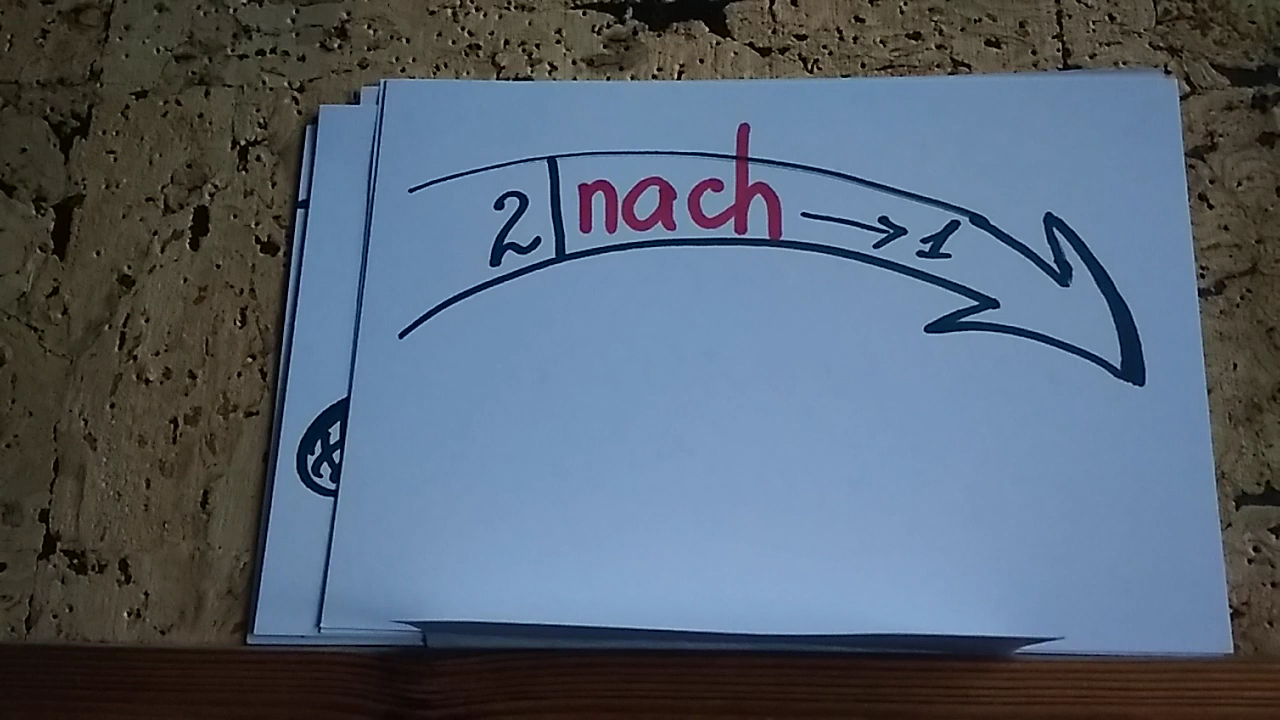 2 | nach → 1